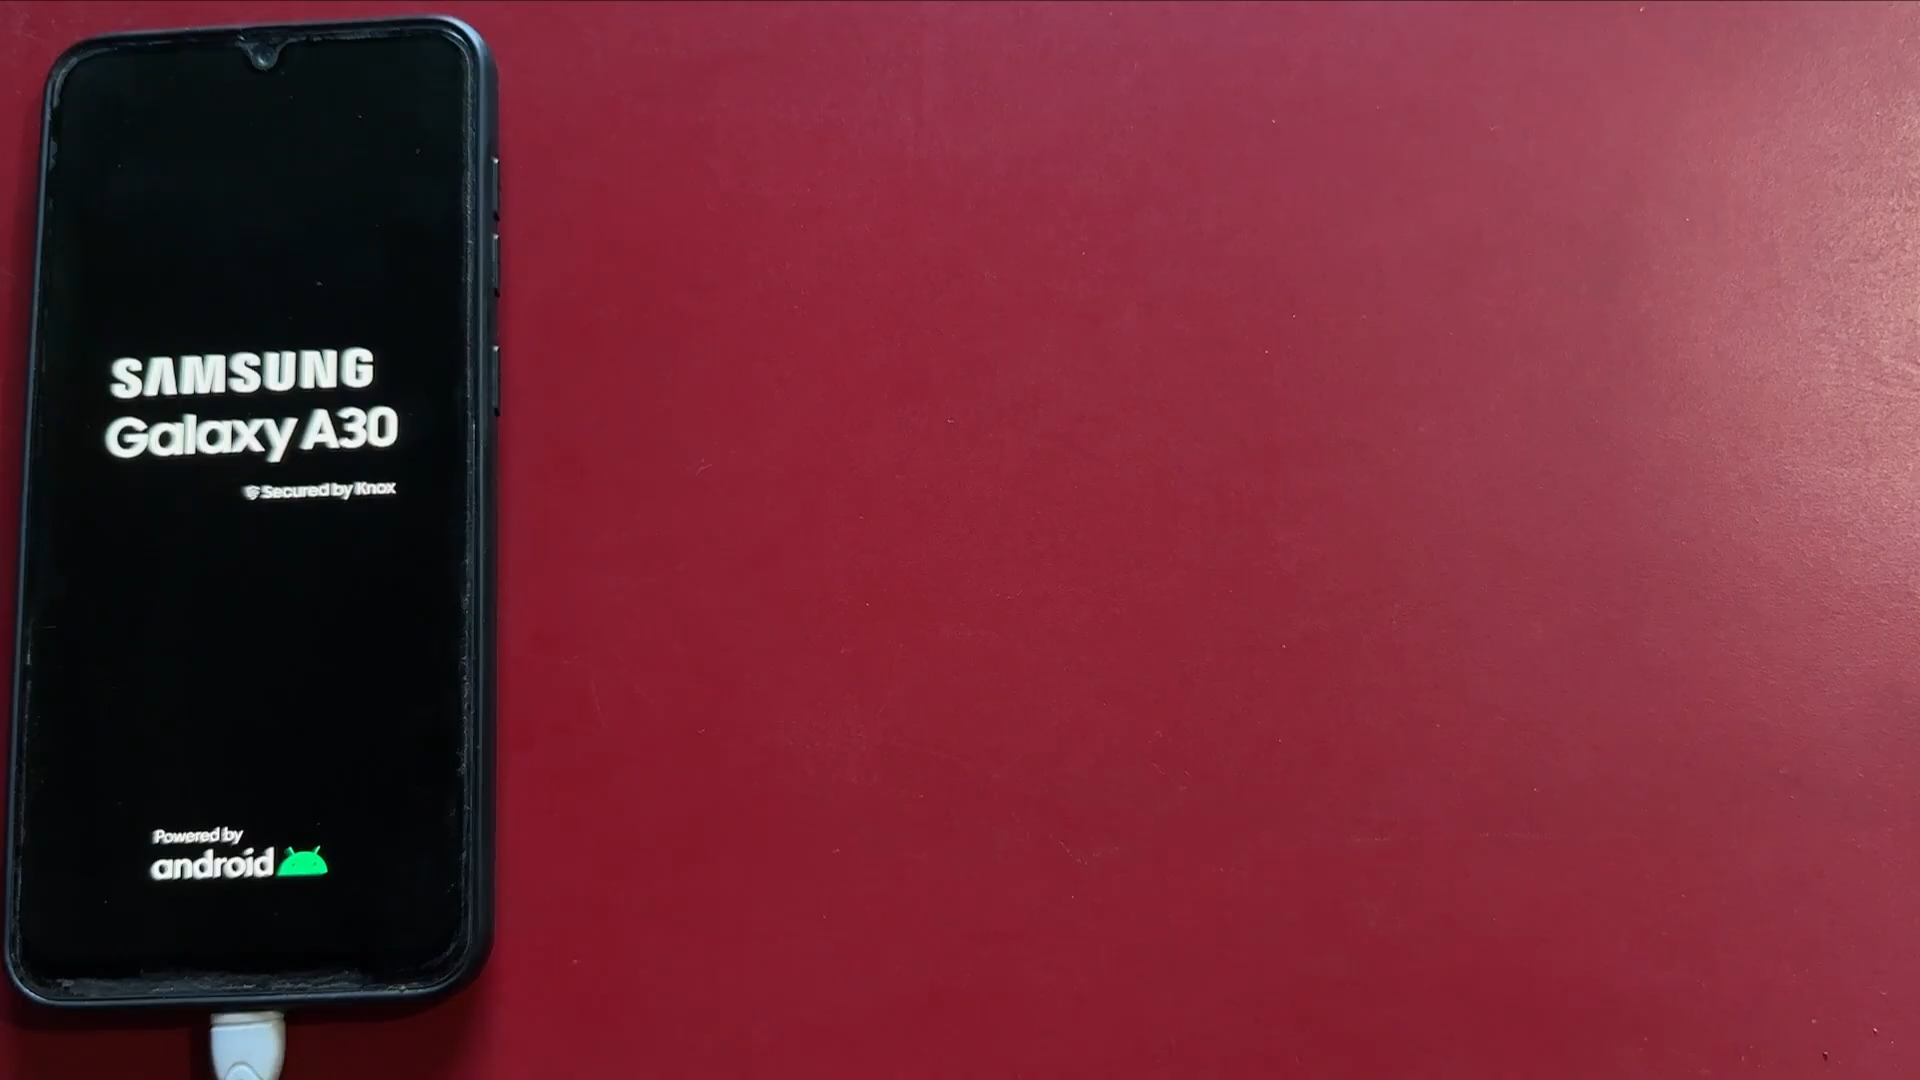 SAMSUNG
Galaxy A30
Secured by Knox
Powered by
android